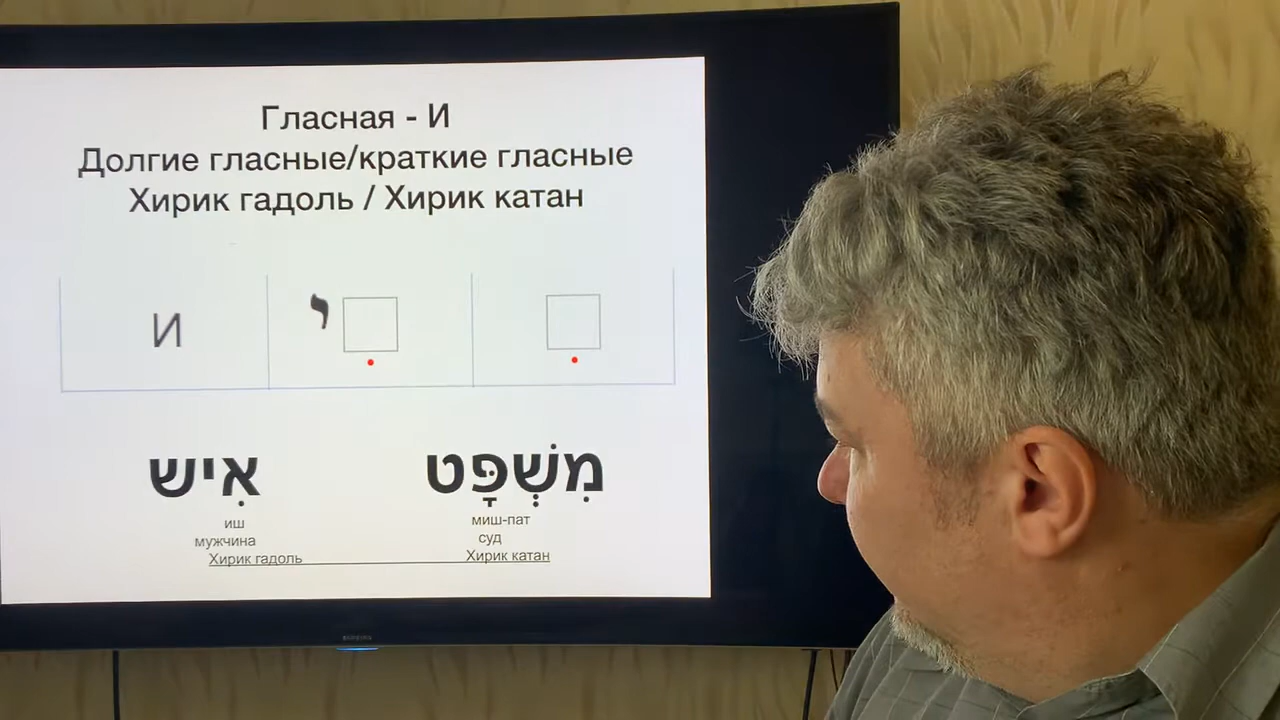 Гласная - И
Долгие гласные/краткие гласные
Хирик гадоль / Хирик катан
и
י
אִיש
מִשְׁפָּט
иш
миш-пат
мужчина
суд
Хирик гадоль
Хирик катан
SAMSUNG